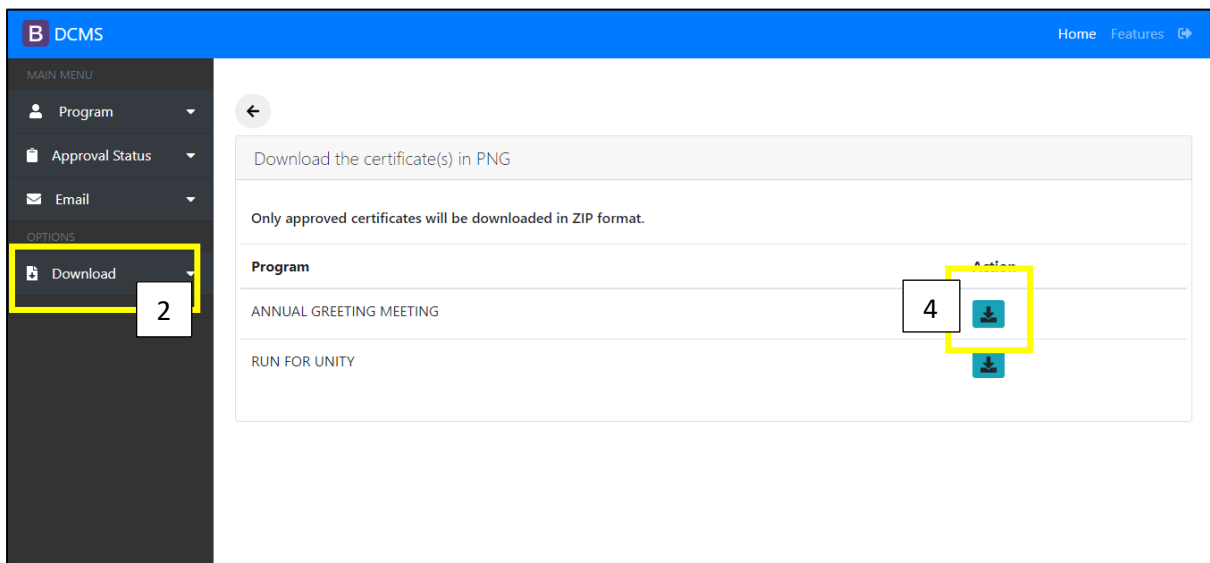 B DCMS
Home Features
MAIN MENU
Program
Approval Status
Email
OPTIONS
Download
2
Download the certificate(s) in PNG
Only approved certificates will be downloaded in ZIP format.
Program Action
ANNUAL GREETING MEETING
4
RUN FOR UNITY